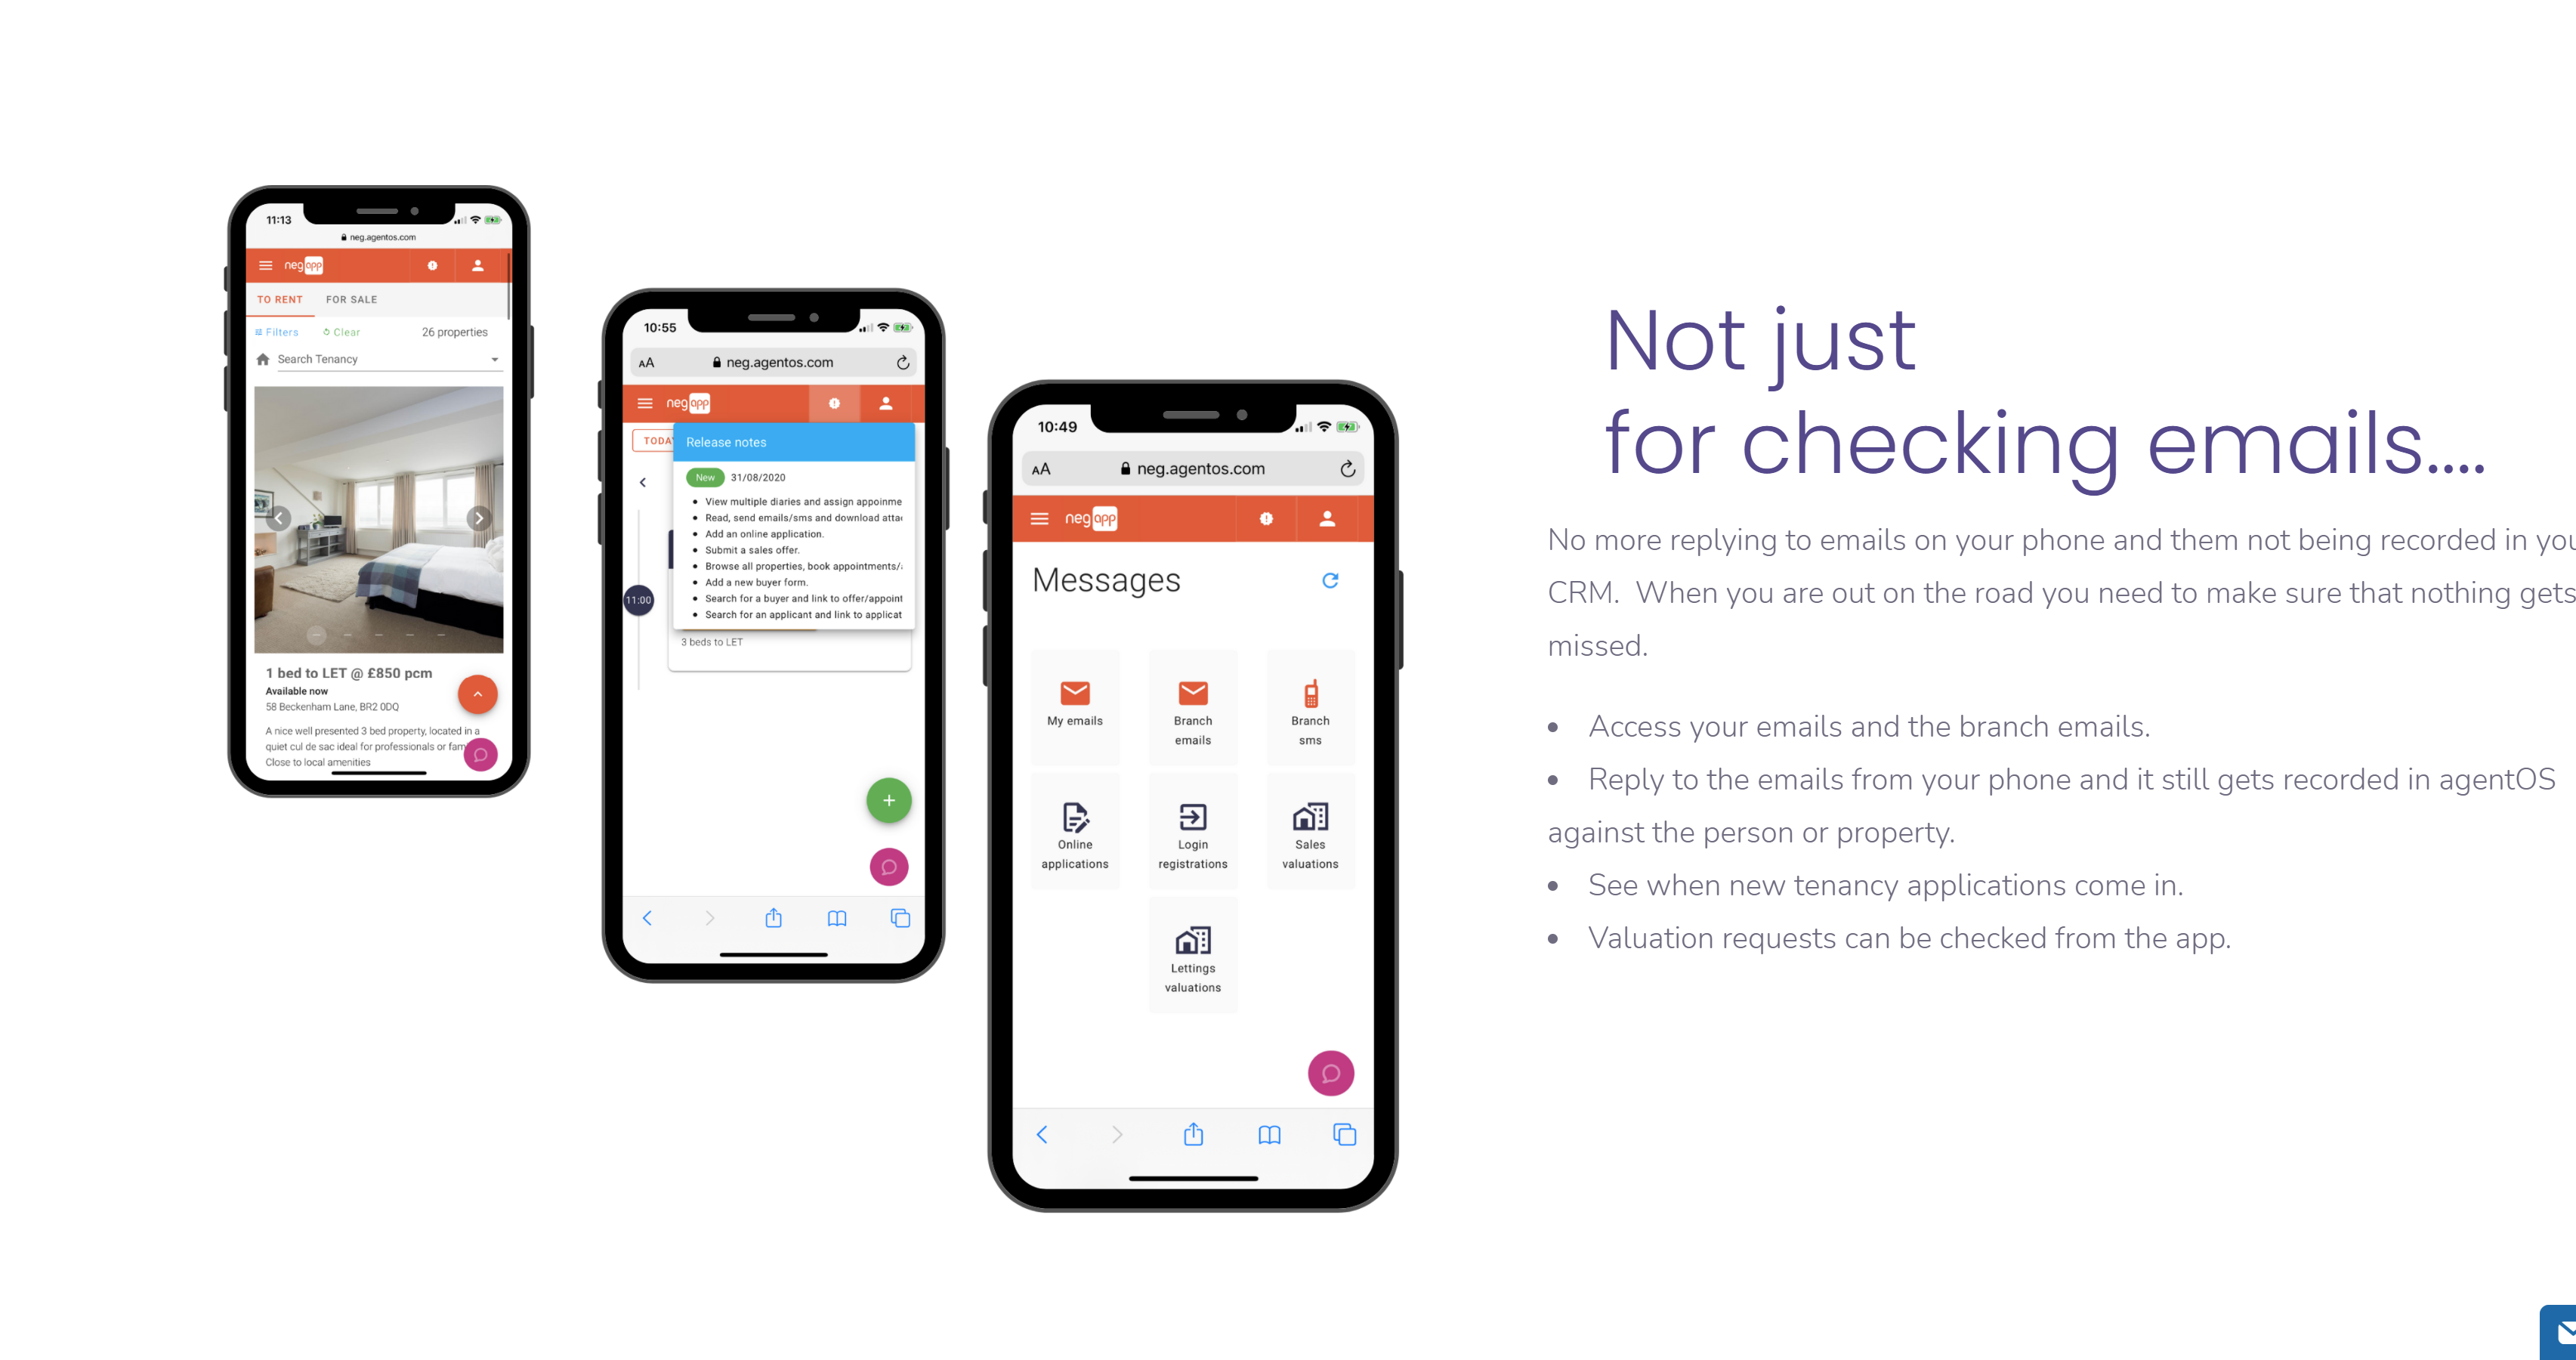 11:13
neg.agentos.com
neg app
TO RENT FOR SALE
Filters Clear 26 properties
Search Tenancy
1 bed to LET @ £850 pcm
Available now
58 Beckenham Lane, BR2 0DQ
A nice well presented 3 bed property, located in a
quiet cul de sac ideal for professionals or fam
Close to local amenities
10:55
AA neg.agentos.com
neg app
TODA
Release notes
New 31/08/2020
• View multiple diaries and assign appoinme
• Read, send emails/sms and download atta
• Add an online application.
• Submit a sales offer.
• Browse all properties, book appointments/
• Add a new buyer form.
• Search for a buyer and link to offer/appoint
• Search for an applicant and link to applicat
11:00
3 beds to LET
10:49
AA neg.agentos.com
neg app
Messages
My emails
Branch
emails
Branch
sms
Online
applications
Login
registrations
Sales
valuations
Lettings
valuations
Not just
for checking emails....
No more replying to emails on your phone and them not being recorded in you
CRM. When you are out on the road you need to make sure that nothing gets
missed.
• Access your emails and the branch emails.
• Reply to the emails from your phone and it still gets recorded in agentOS
against the person or property.
• See when new tenancy applications come in.
• Valuation requests can be checked from the app.